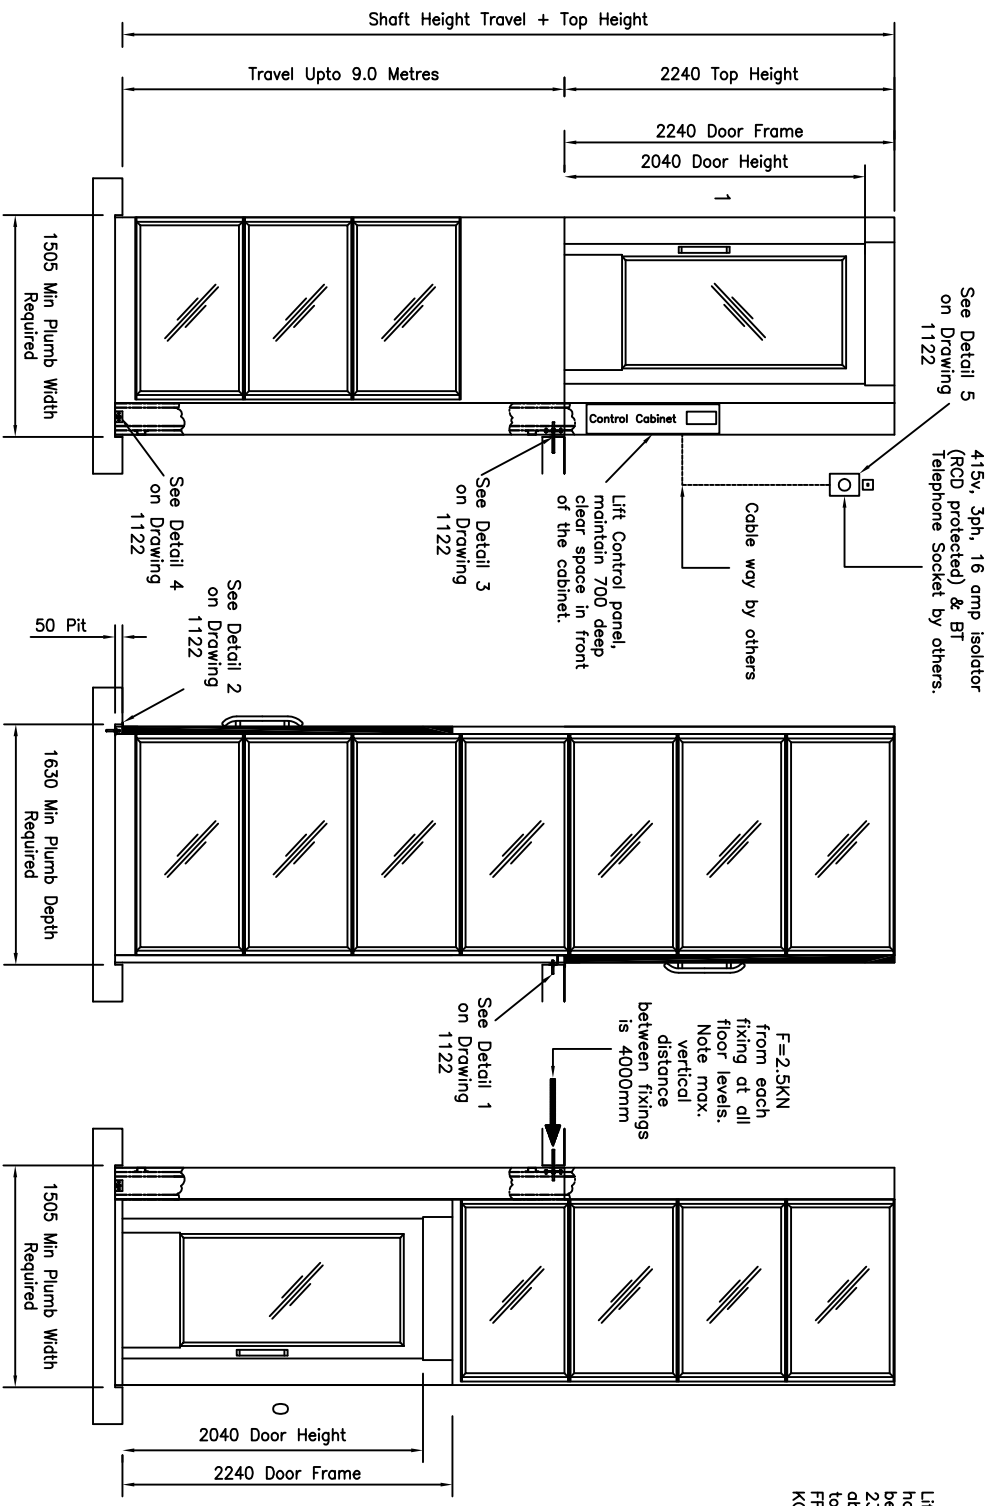 Shaft Height Travel + Top Height
Travel Upto 9.0 Metres
2240 Top Height
2240 Door Frame
2040 Door Height
1
See Detail 5
on Drawing
1122
415v, 3ph, 16 amp isolator
(RCD protected) & BT
Telephone Socket by others.
Control Cabinet
Cable way by others
Lift Control panel,
maintain 700 deep
clear space in front
of the cabinet.
See Detail 3
on Drawing
1122
See Detail 4
on Drawing
1122
1505 Min Plumb Width
Required
50 Pit
See Detail 2
on Drawing
1122
1630 Min Plumb Depth
Required
See Detail 1
on Drawing
1122
F=2.5KN
from each
fixing at all
floor levels.
Note max.
vertical
distance
between fixings
is 4000mm
1505 Min Plumb Width
Required
0
2040 Door Height
2240 Door Frame